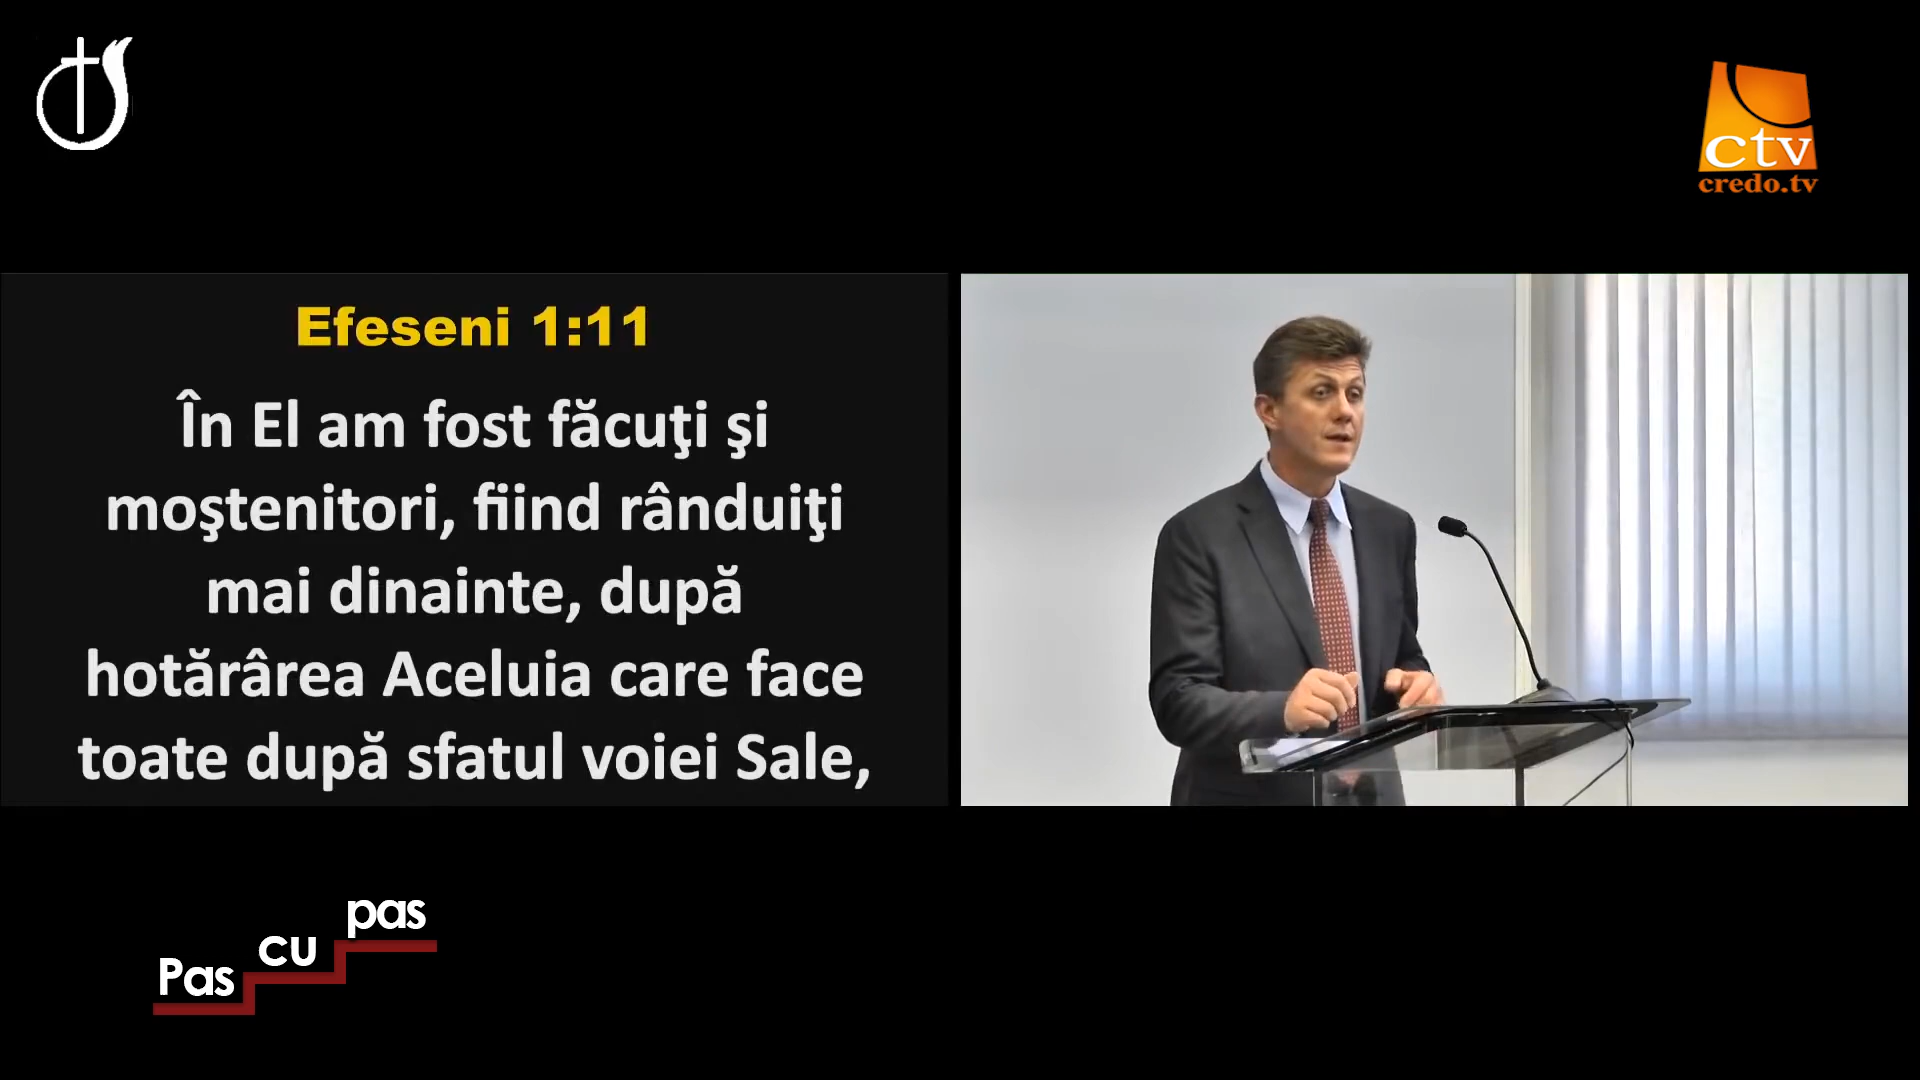 ctv
credo.tv
Efeseni 1:11
În El am fost făcuţi şi
moştenitori, fiind rânduiţi
mai dinainte, după
hotărârea Aceluia care face
toate după sfatul voiei Sale,
Pas cu pas